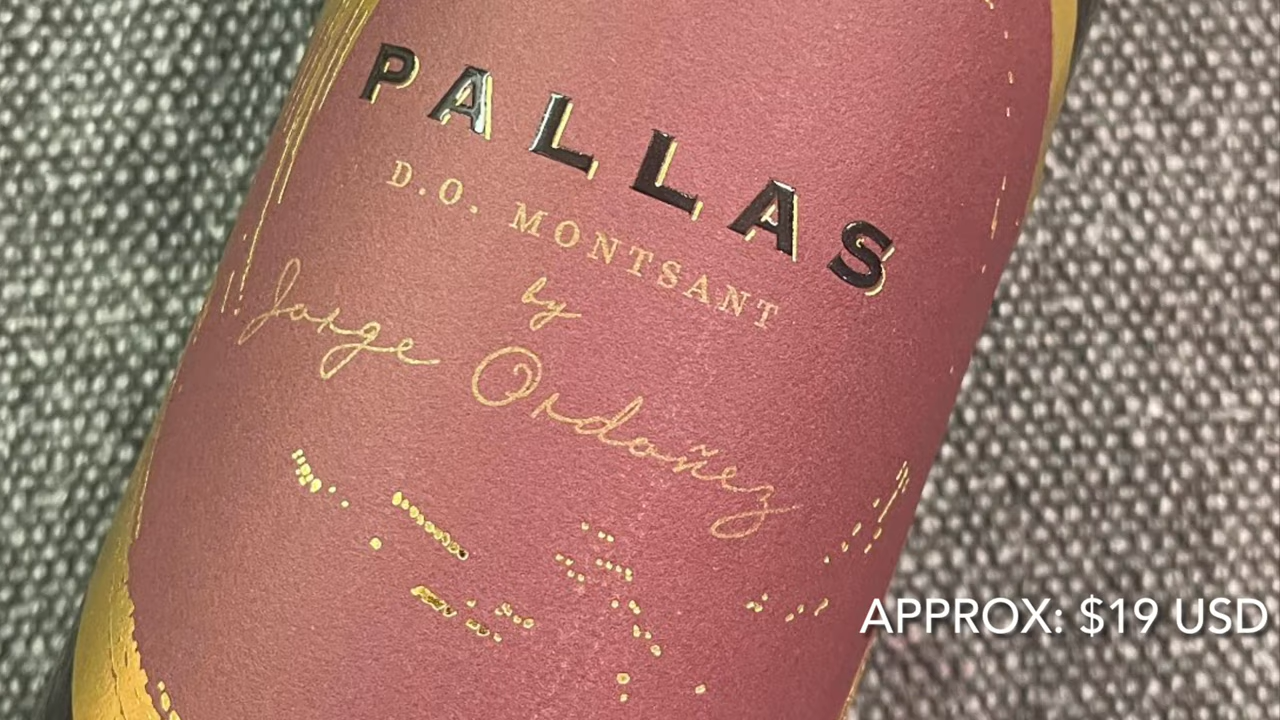 PALLAS
D.O. MONTSANT
by
Jorge Ordoñez
APPROX: $19 USD